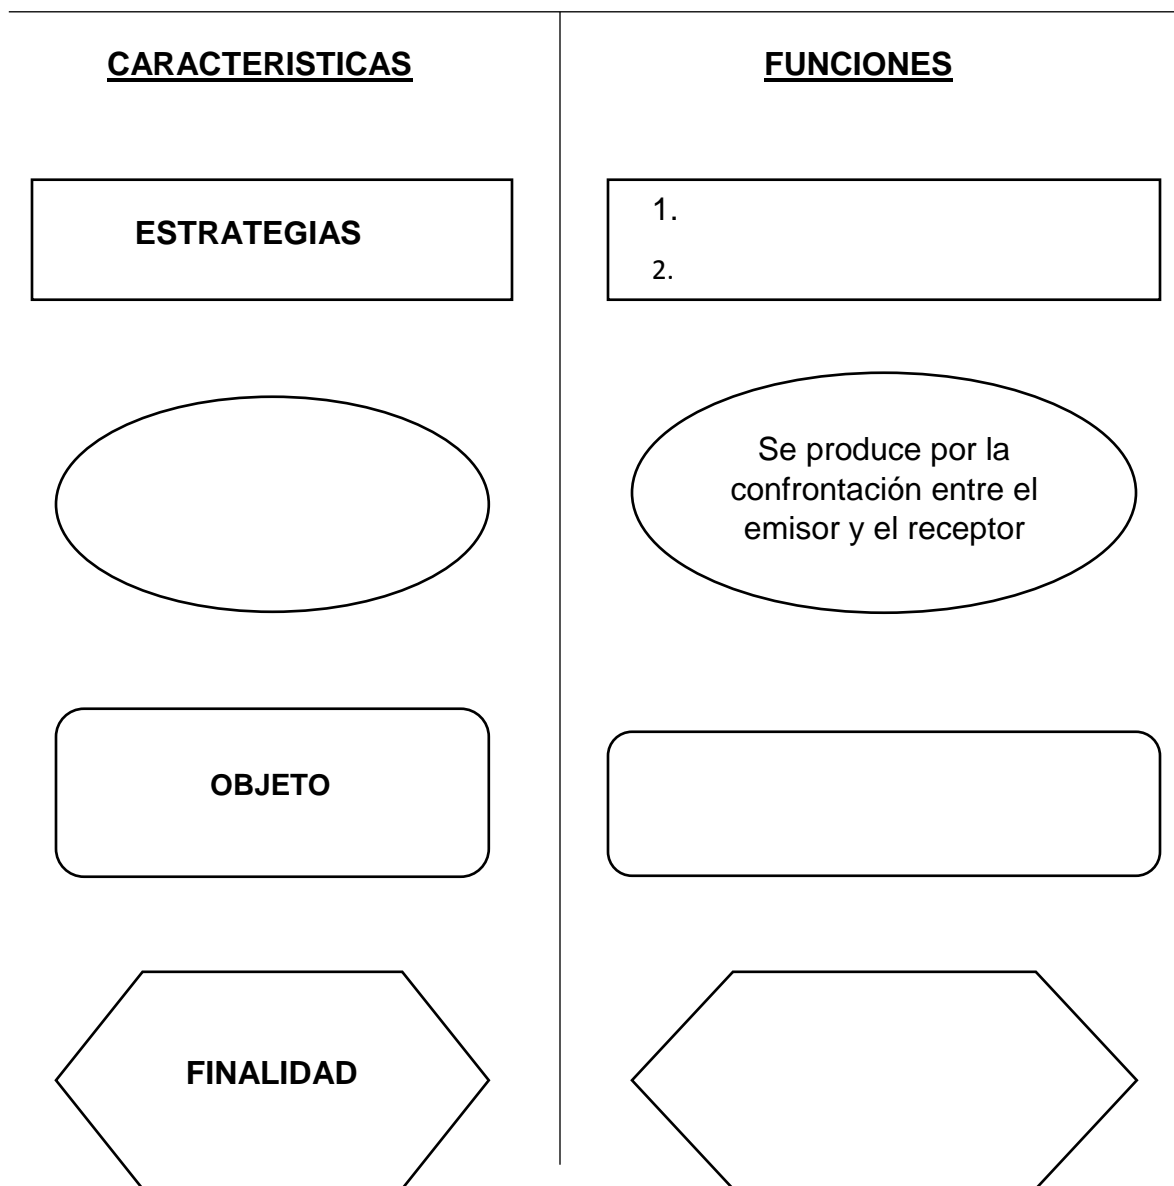 CARACTERISTICAS
FUNCIONES
ESTRATEGIAS
1.
2.
Se produce por la
confrontación entre el
emisor y el receptor
OBJETO
FINALIDAD